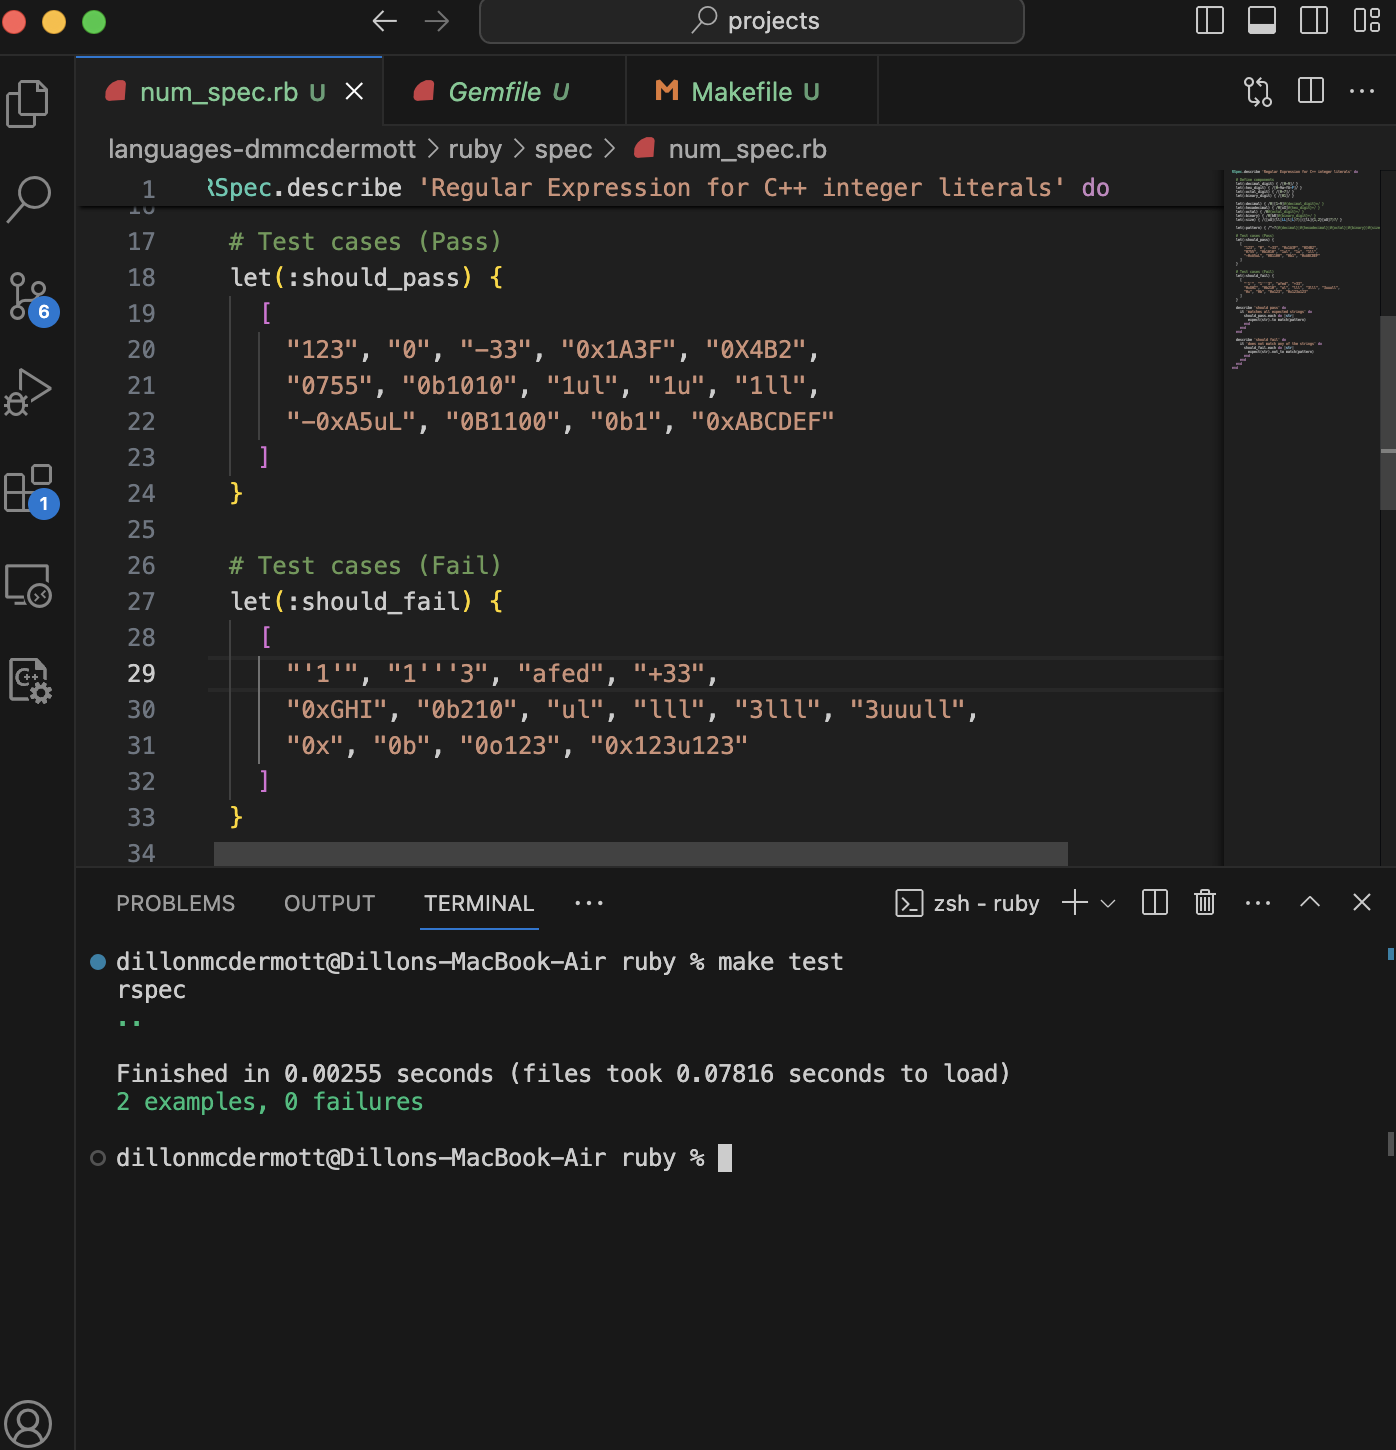 projects
num_spec.rb U
Gemfile U
Makefile U
languages-dmmcdermott > ruby > spec > num_spec.rb
1 RSpec.describe 'Regular Expression for C++ integer literals' do
17 # Test cases (Pass)
18 let(:should_pass) {
19 [
20 "123", "0", "-33", "0x1A3F", "0X4B2",
21 "0755", "0b1010", "1ul", "1u", "1ll",
22 "-0xA5uL", "0B1100", "0b1", "0xABCDEF"
23 ]
24 }
25
26 # Test cases (Fail)
27 let(:should_fail) {
28 [
29 "'1'", "1'''3", "afed", "+33",
30 "0xGHI", "0b210", "ul", "lll", "3lll", "3uuull",
31 "0x", "0b", "0o123", "0x123u123"
32 ]
33 }
34
6
1
C++
PROBLEMS OUTPUT TERMINAL ··· zsh - ruby
dillonmcdermott@Dillons-MacBook-Air ruby % make test
rspec
..
Finished in 0.00255 seconds (files took 0.07816 seconds to load)
2 examples, 0 failures
dillonmcdermott@Dillons-MacBook-Air ruby %